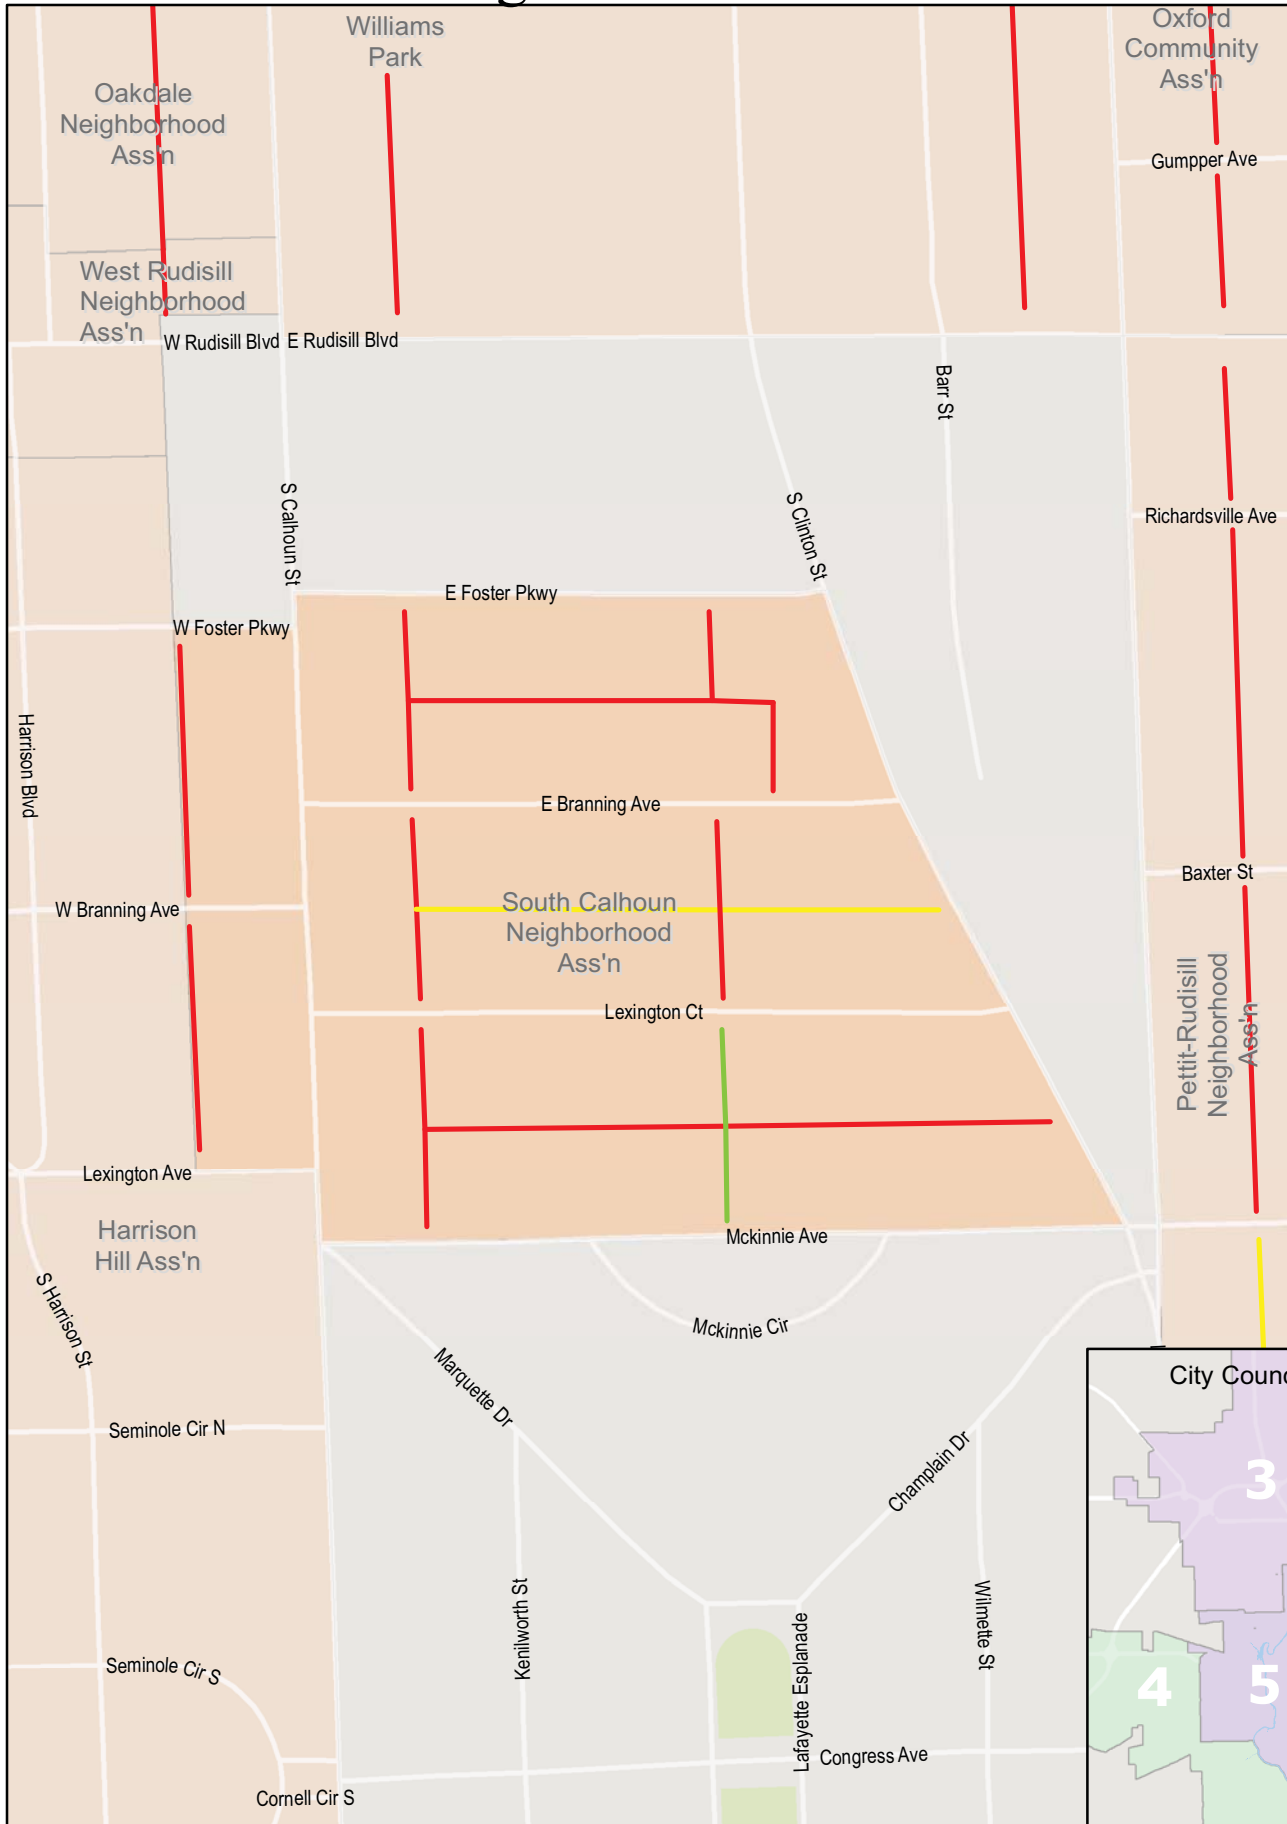 Williams
Park
Oxford
Community
Ass'n
Oakdale
Neighborhood
Ass'n
Gumpper Ave
West Rudisill
Neighborhood
Ass'n
W Rudisill Blvd
E Rudisill Blvd
Barr St
S Calhoun St
S Clinton St
Richardsville Ave
E Foster Pkwy
W Foster Pkwy
Harrison Blvd
E Branning Ave
Baxter St
W Branning Ave
South Calhoun
Neighborhood
Ass'n
Lexington Ct
Pettit-Rudisill
Neighborhood
Ass'n
Lexington Ave
Harrison
Hill Ass'n
Mckinnie Ave
S Harrison St
Mckinnie Cir
Marquette Dr
City Counc
Seminole Cir N
Champlain Dr
3
Kenilworth St
Wilmette St
Lafayette Esplanade
Seminole Cir S
4
5
Congress Ave
Cornell Cir S